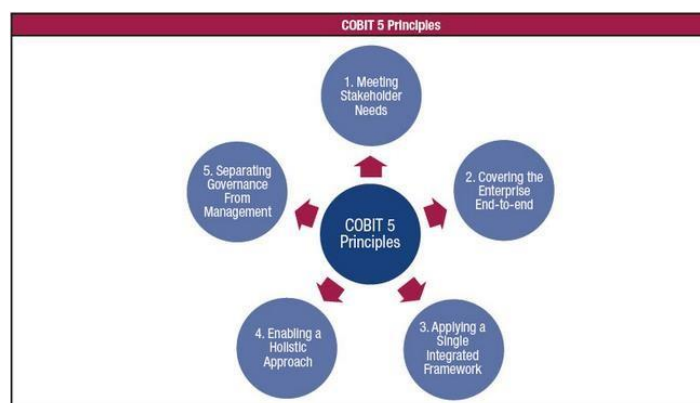 COBIT 5 Principles
1. Meeting
Stakeholder
Needs
5. Separating
Governance
From
Management
2. Covering the
Enterprise
End-to-end
COBIT 5
Principles
4. Enabling a
Holistic
Approach
3. Applying a
Single
Integrated
Framework